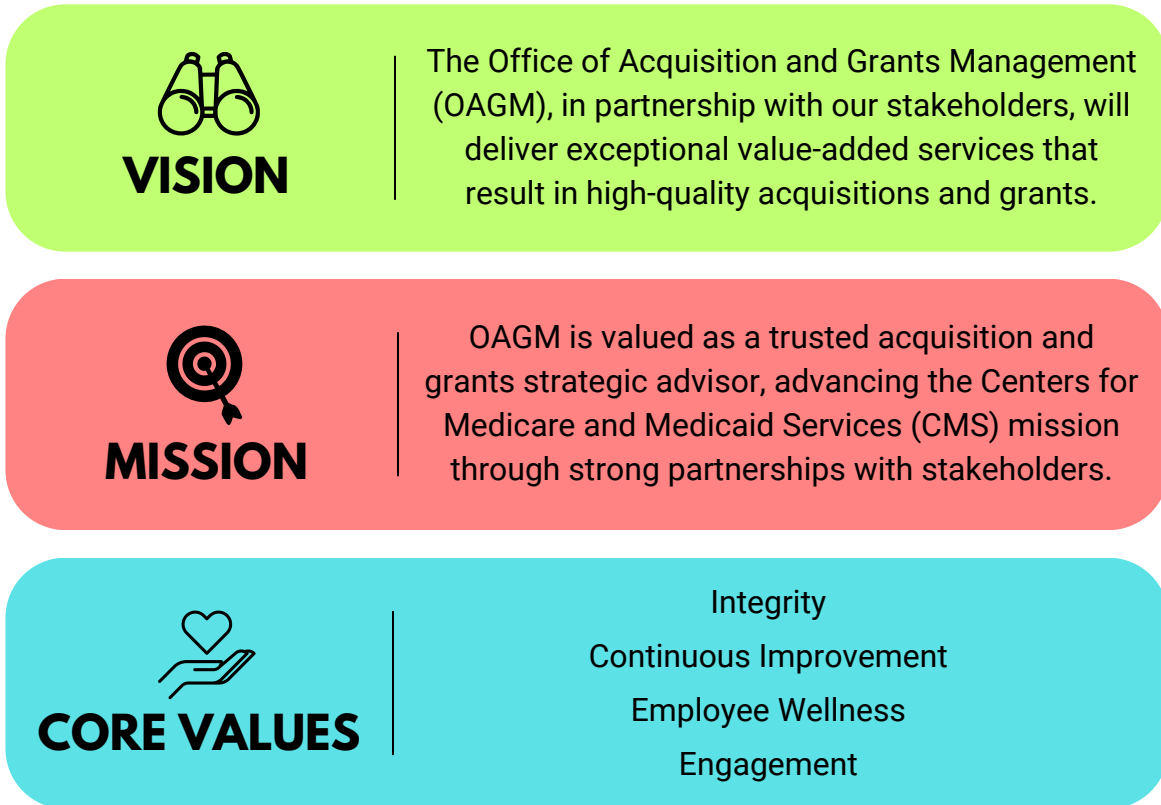 VISION
The Office of Acquisition and Grants Management
(OAGM), in partnership with our stakeholders, will
deliver exceptional value-added services that
result in high-quality acquisitions and grants.
MISSION
OAGM is valued as a trusted acquisition and
grants strategic advisor, advancing the Centers for
Medicare and Medicaid Services (CMS) mission
through strong partnerships with stakeholders.
CORE VALUES
Integrity
Continuous Improvement
Employee Wellness
Engagement